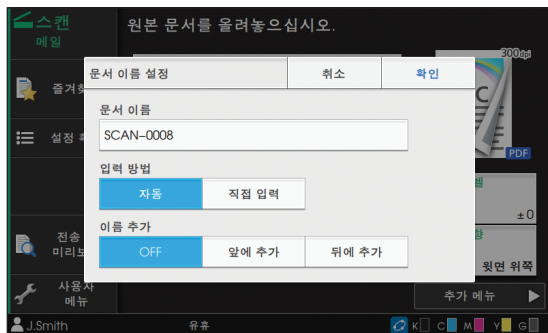 스캔
메일
원본 문서를 올려놓으십시오.
300dpi
문서 이름 설정
취소
확인
즐겨찾
문서 이름
SCAN-0008
설정
PDF
입력 방법
자동
직접 입력
±0
이름 추가
OFF
앞에 추가
뒤에 추가
전송
미리보
윗면 위쪽
사용자
메뉴
추가 메뉴
J.Smith
유휴
K C M Y G